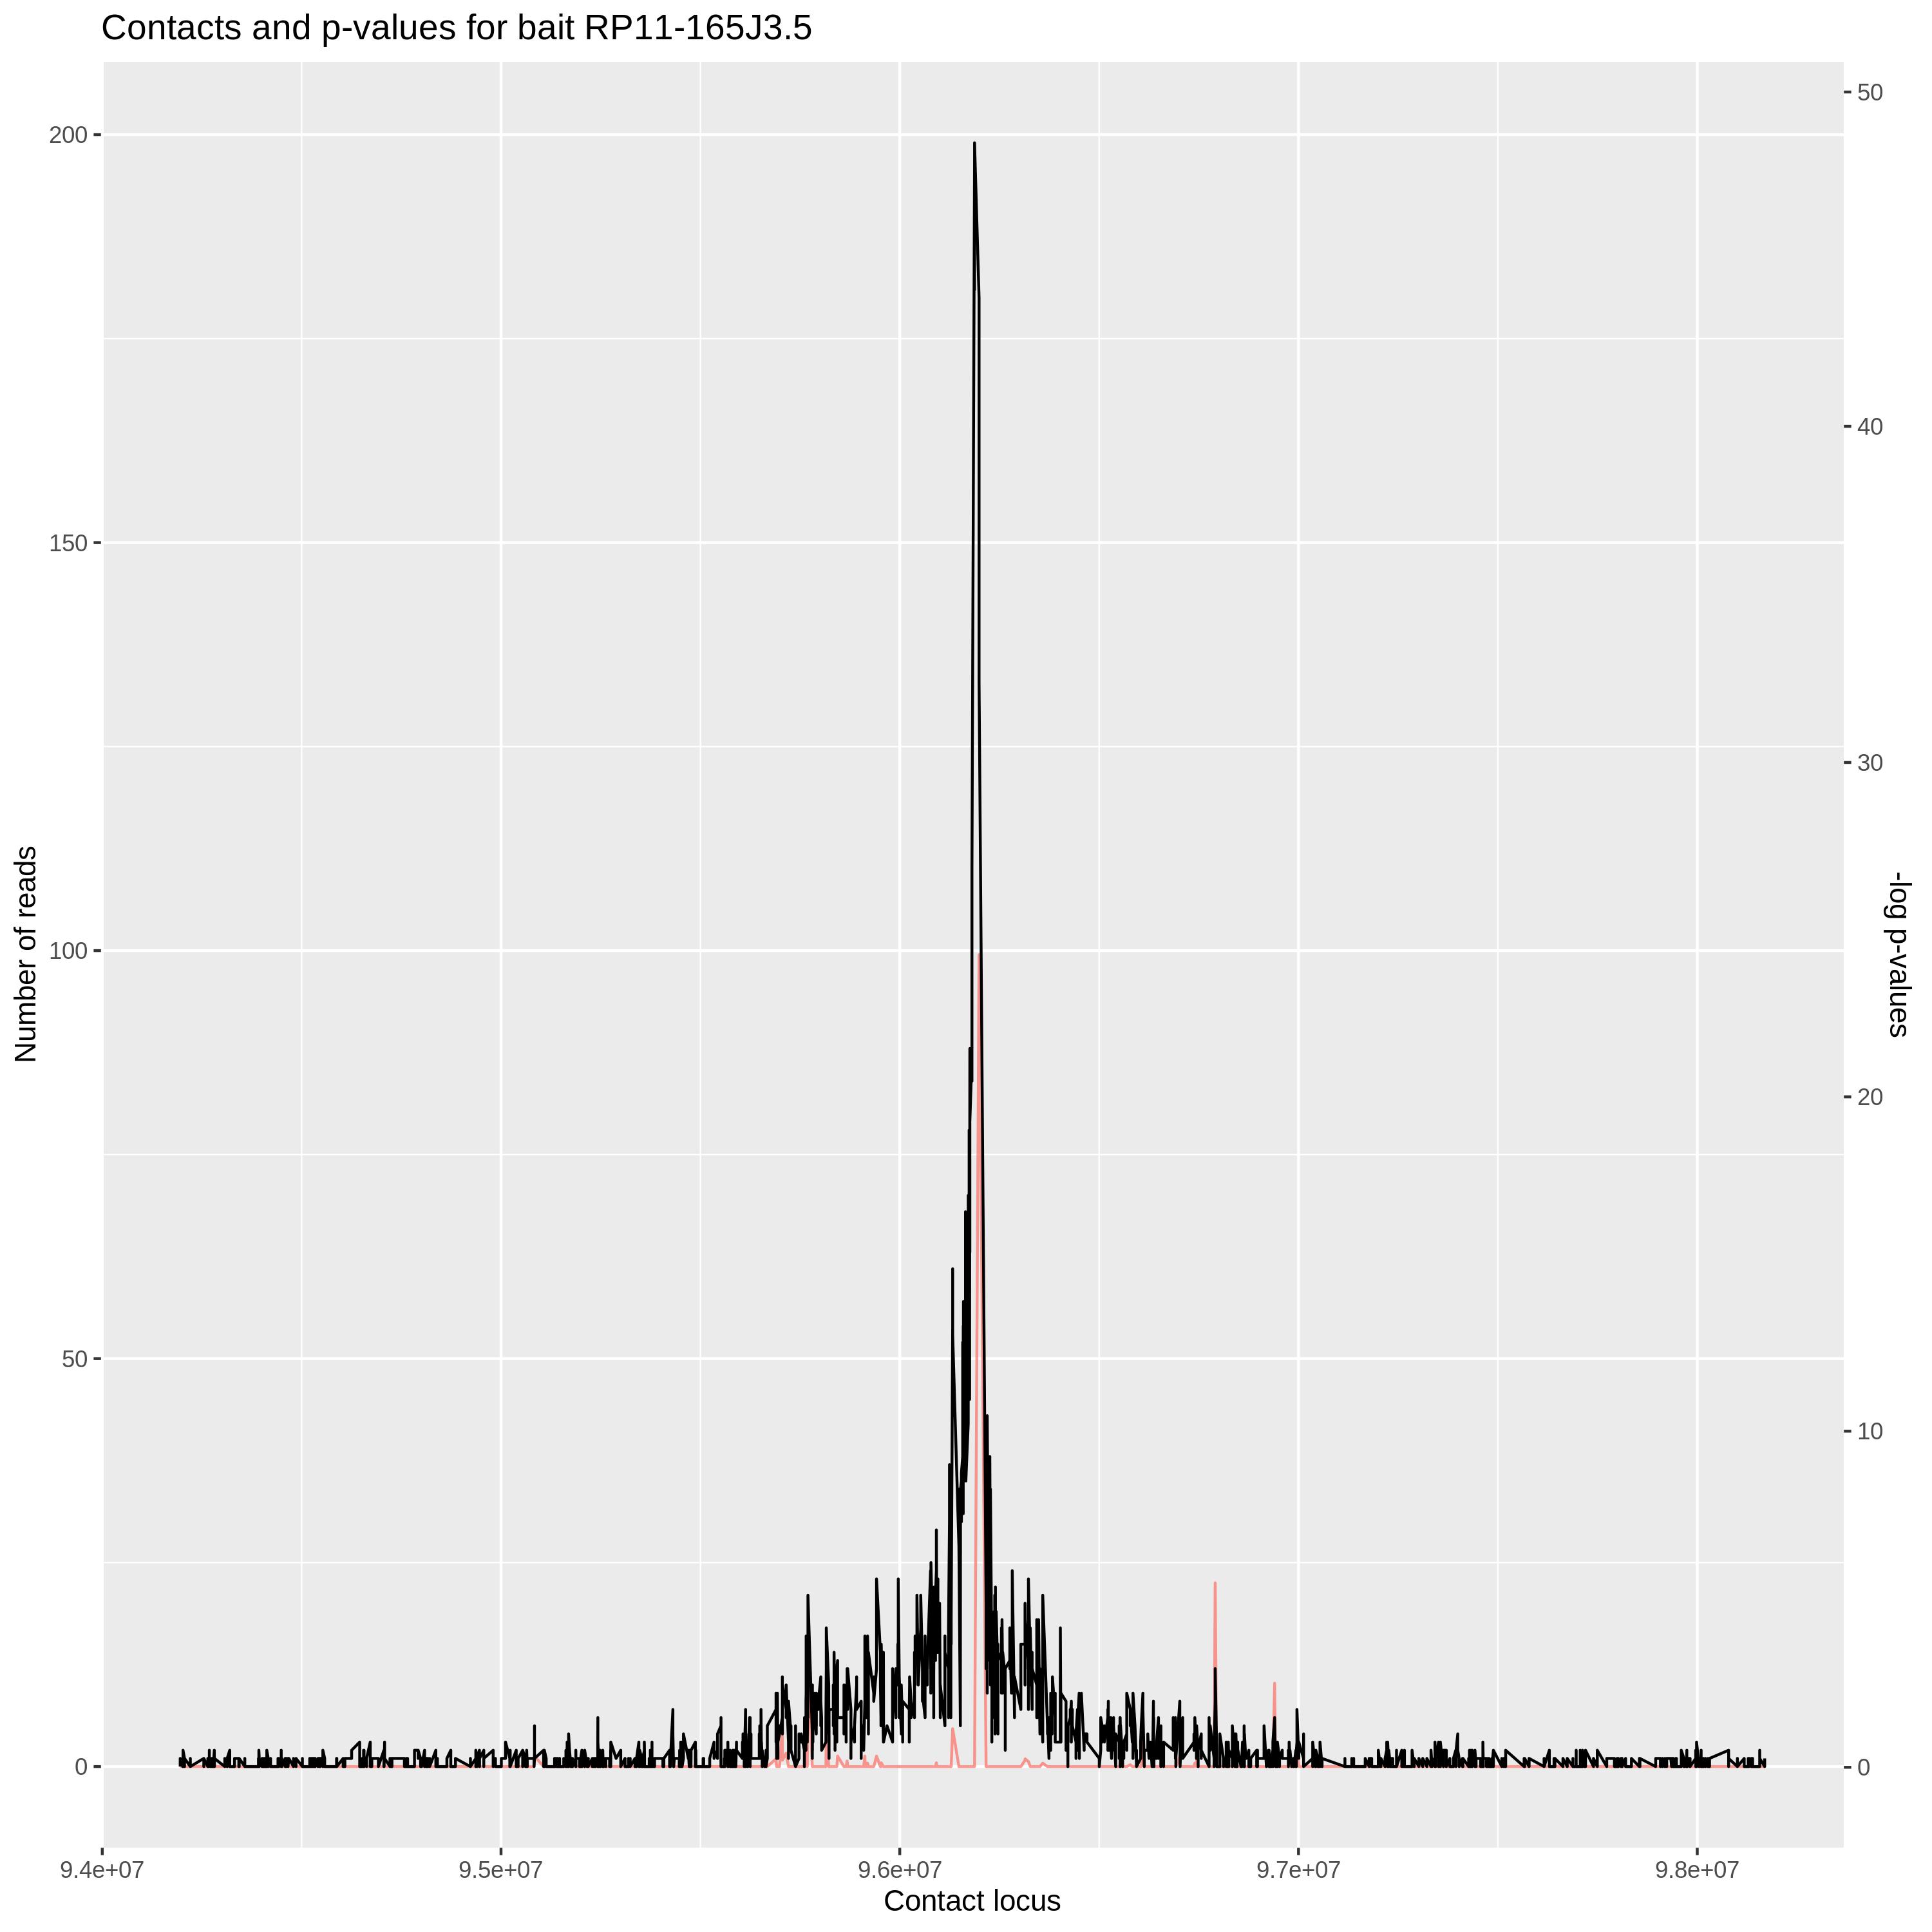 Contacts and p-values for bait RP11-165J3.5
Number of reads
200
150
100
50
0
50
40
30
20
10
0
-log p-values
9.4e+07 9.5e+07 9.6e+07 9.7e+07 9.8e+07
Contact locus